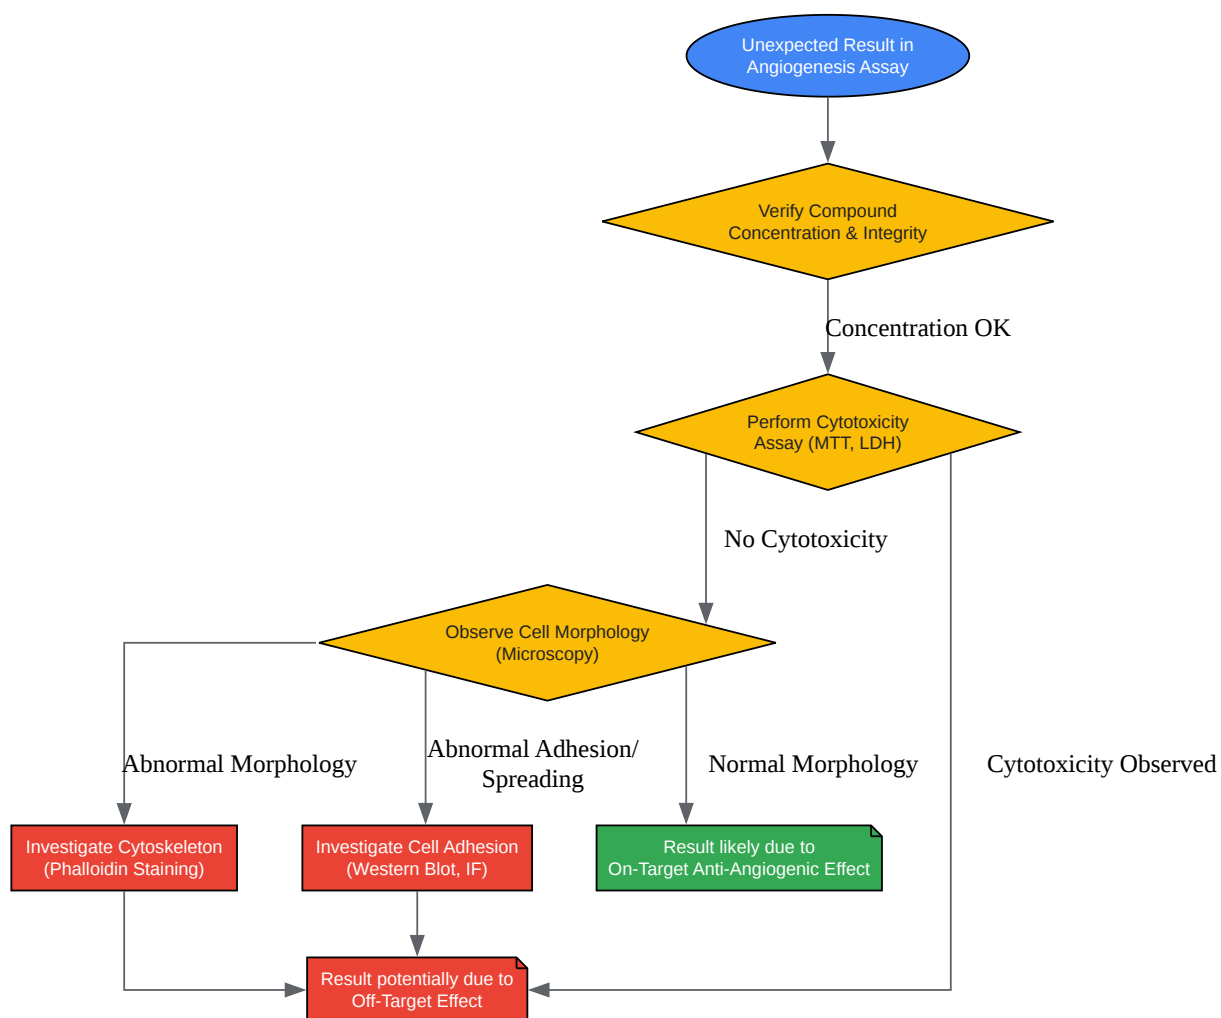 Unexpected Result in
Angiogenesis Assay
Verify Compound
Concentration & Integrity
Concentration OK
Perform Cytotoxicity
Assay (MTT, LDH)
No Cytotoxicity
Observe Cell Morphology
(Microscopy)
Abnormal Morphology
Abnormal Adhesion/
Spreading
Normal Morphology
Cytotoxicity Observed
Investigate Cytoskeleton
(Phalloidin Staining)
Investigate Cell Adhesion
(Western Blot, IF)
Result likely due to
On-Target Anti-Angiogenic Effect
Result potentially due to
Off-Target Effect